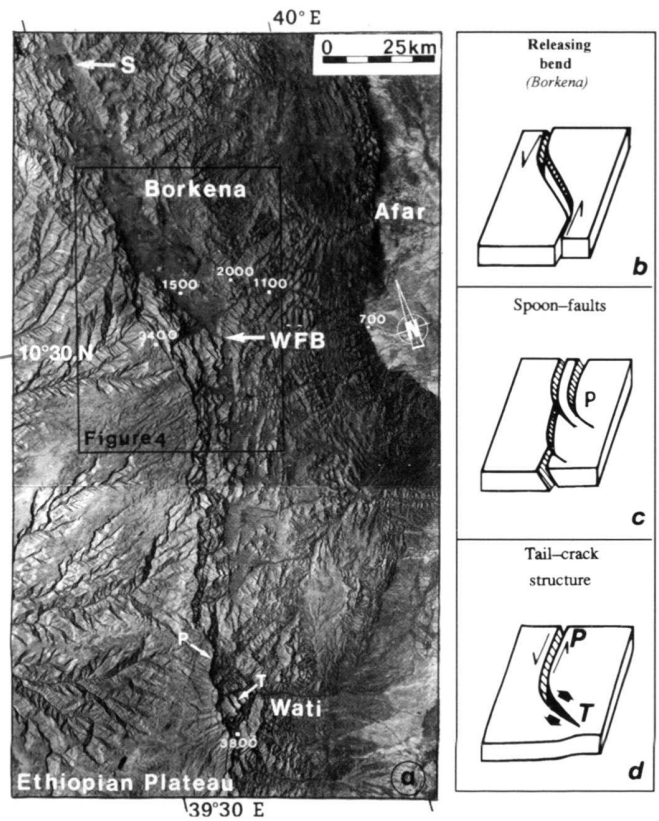 40° E
0 25km
S
Borkena
Afar
2000
1500
1100
700
N
3400
WFB
10°30 N
Figure 4
P
T
Wati
3800
Ethiopian Plateau
a
39°30 E
Releasing
bend
(Borkena)
b
Spoon–faults
P
c
Tail–crack
structure
P
T
d